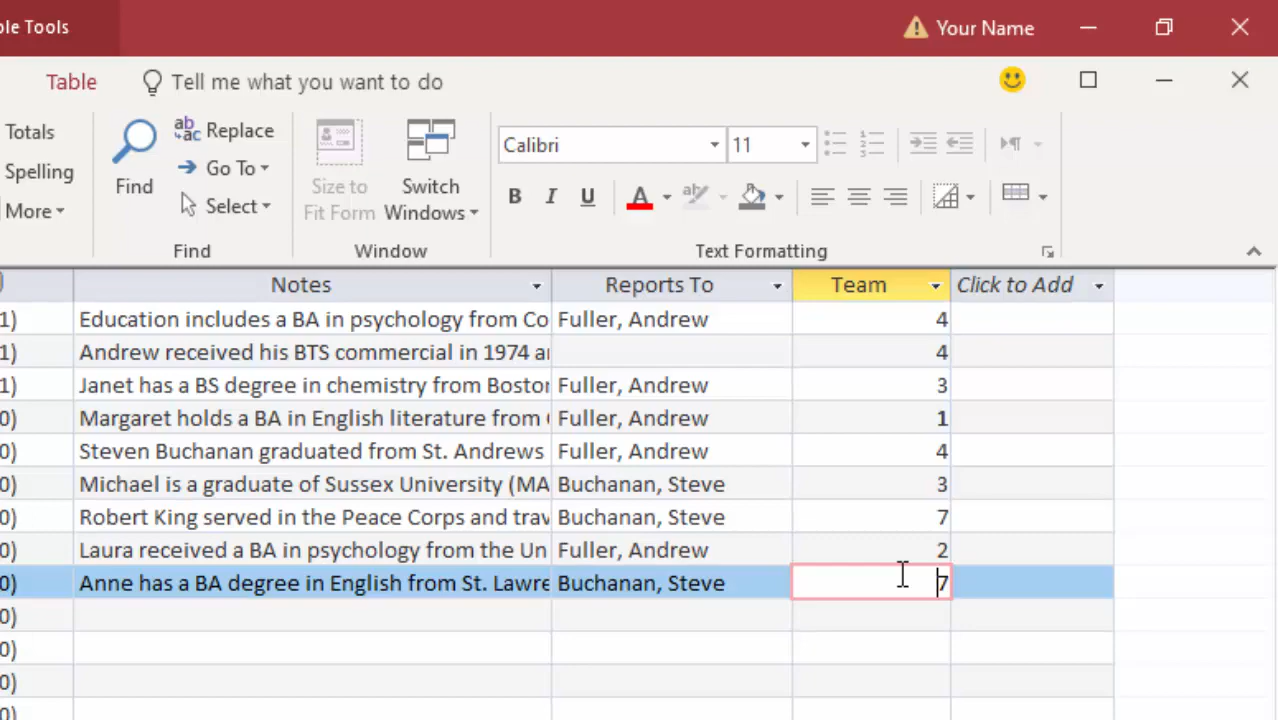 ble Tools
Your Name
Table
Tell me what you want to do
Totals
Spelling
More
Find
ab
ac Replace
Go To
Select
Find
Size to
Fit Form
Switch
Windows
Window
Calibri
11
B I U A ab
Text Formatting
) Notes Reports To Team Click to Add
1) Education includes a BA in psychology from Co Fuller, Andrew 4
1) Andrew received his BTS commercial in 1974 a 4
1) Janet has a BS degree in chemistry from Boston Fuller, Andrew 3
0) Margaret holds a BA in English literature from Fuller, Andrew 1
0) Steven Buchanan graduated from St. Andrews Fuller, Andrew 4
0) Michael is a graduate of Sussex University (MA Buchanan, Steve 3
0) Robert King served in the Peace Corps and trav Buchanan, Steve 7
0) Laura received a BA in psychology from the Un Fuller, Andrew 2
0) Anne has a BA degree in English from St. Lawre Buchanan, Steve 7
0)
0)
0)
0)